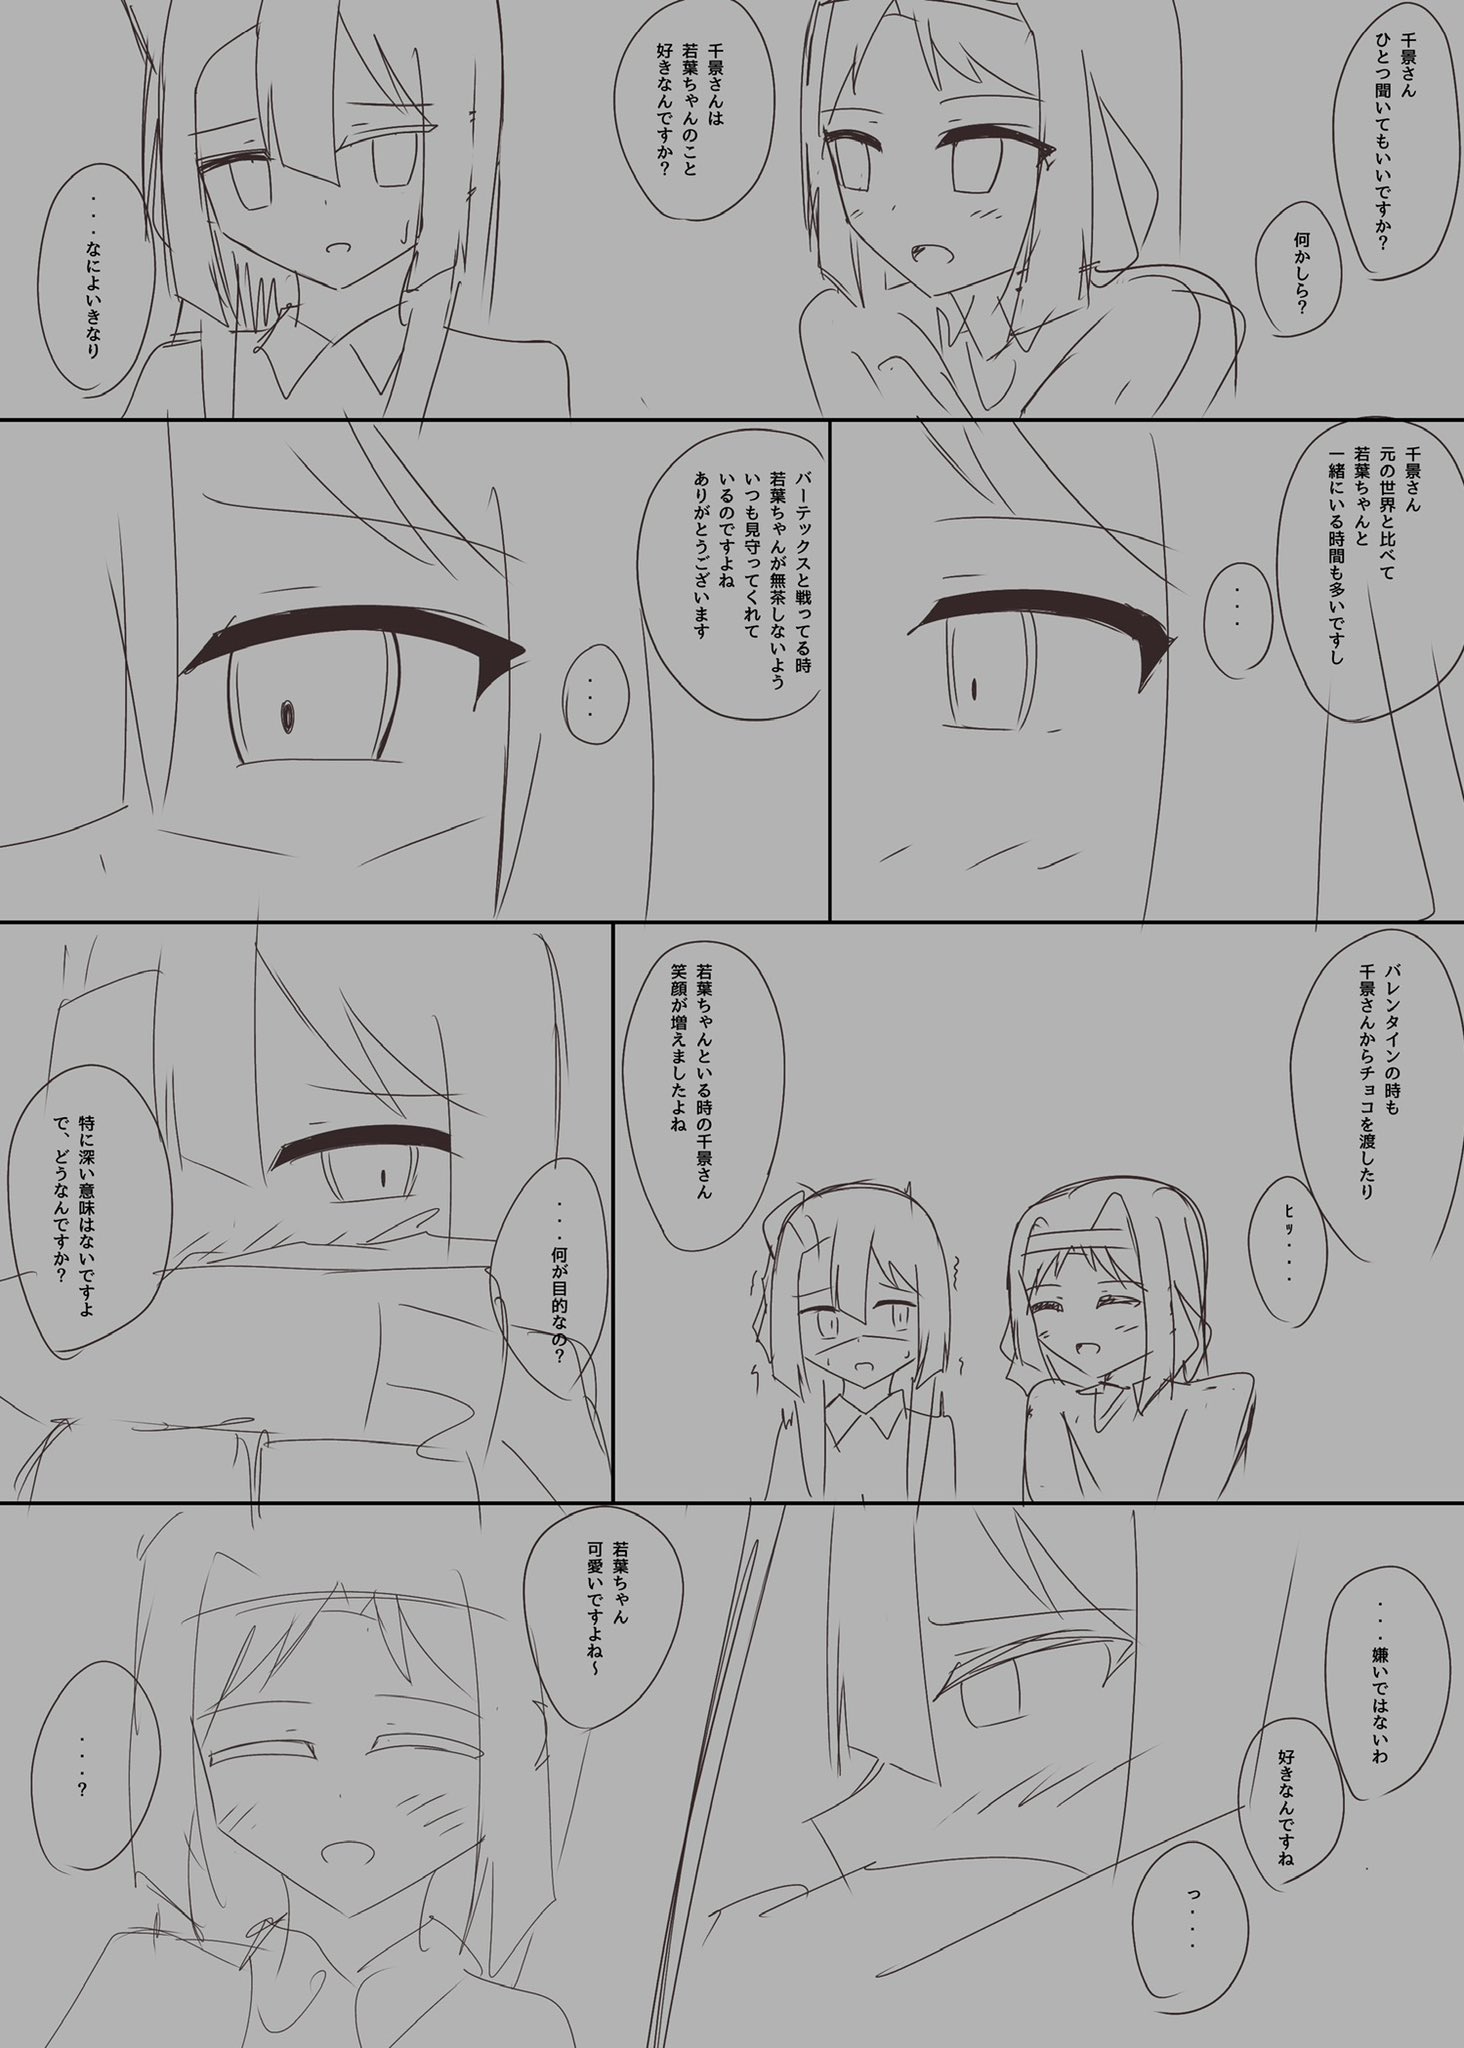 千景さん
ひとつ聞いてもいいですか？
何かしら？
千景さんは
若葉ちゃんのこと
好きなんですか？
・・・なによいきなり
千景さん
元の世界と比べて
若葉ちゃんと
一緒にいる時間も多いですし
・・・
バーテックスと戦ってる時
若葉ちゃんが無茶しないよう
いつも見守ってくれて
いるのですよね
ありがとうございます
・・・
バレンタインの時も
千景さんからチョコを渡したり
ﾋｯ・・・
若葉ちゃんといる時の千景さん
笑顔が増えましたよね
・・・何が目的なの？
特に深い意味はないですよ
で、どうなんですか？
・・・嫌いではないわ
好きなんですね
っ・・・
若葉ちゃん
可愛いですよね～
・・・？